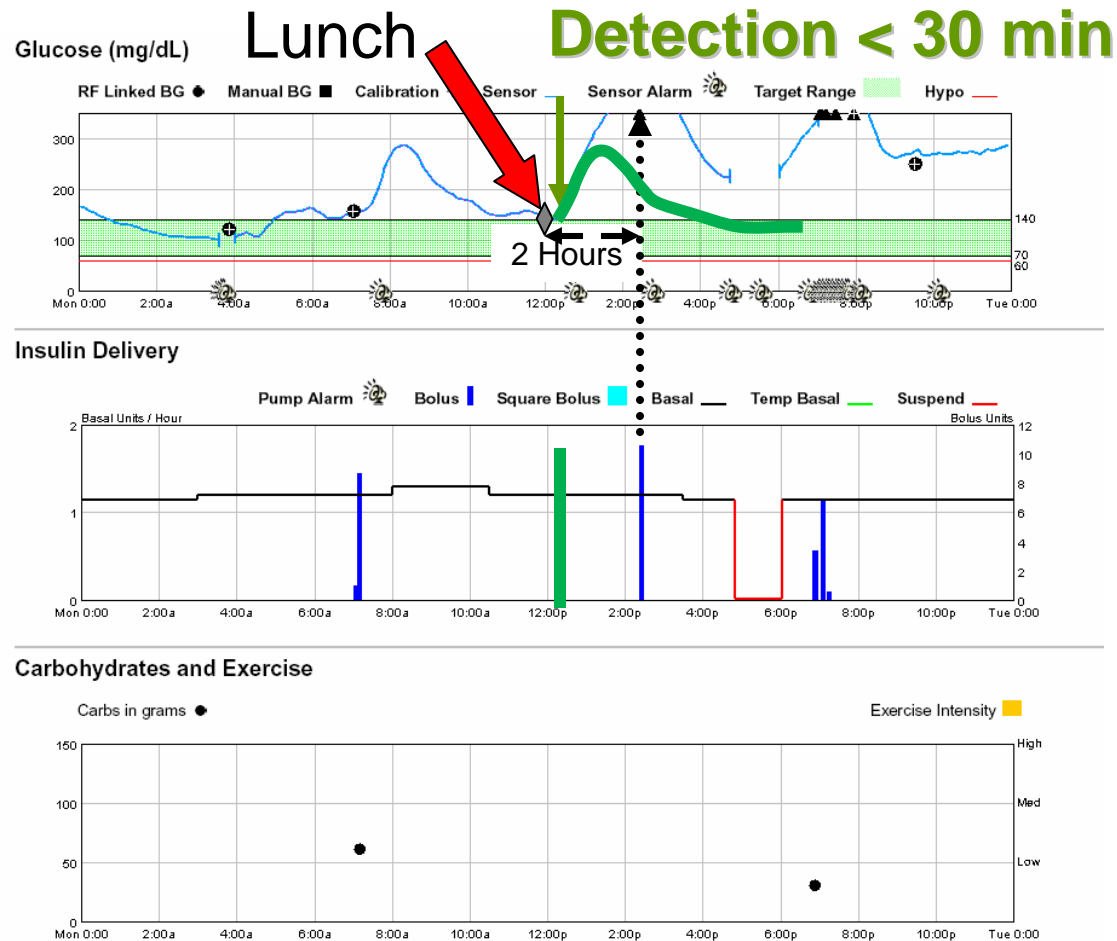 Lunch
Detection < 30 min
Glucose (mg/dL)
RF Linked BG Manual BG Calibration Sensor Sensor Alarm Target Range Hypo
300
200
100
0
140
70
60
2 Hours
Mon 0:00 2:00a 4:00a 6:00a 8:00a 10:00a 12:00p 2:00p 4:00p 6:00p 8:00p 10:00p Tue 0:00
Insulin Delivery
Pump Alarm Bolus Square Bolus Basal Temp Basal Suspend
Basal Units / Hour Bolus Units
2
1
0
12
10
8
6
4
2
0
Mon 0:00 2:00a 4:00a 6:00a 8:00a 10:00a 12:00p 2:00p 4:00p 6:00p 8:00p 10:00p Tue 0:00
Carbohydrates and Exercise
Carbs in grams Exercise Intensity
150
100
50
0
High
Med
Low
Mon 0:00 2:00a 4:00a 6:00a 8:00a 10:00a 12:00p 2:00p 4:00p 6:00p 8:00p 10:00p Tue 0:00